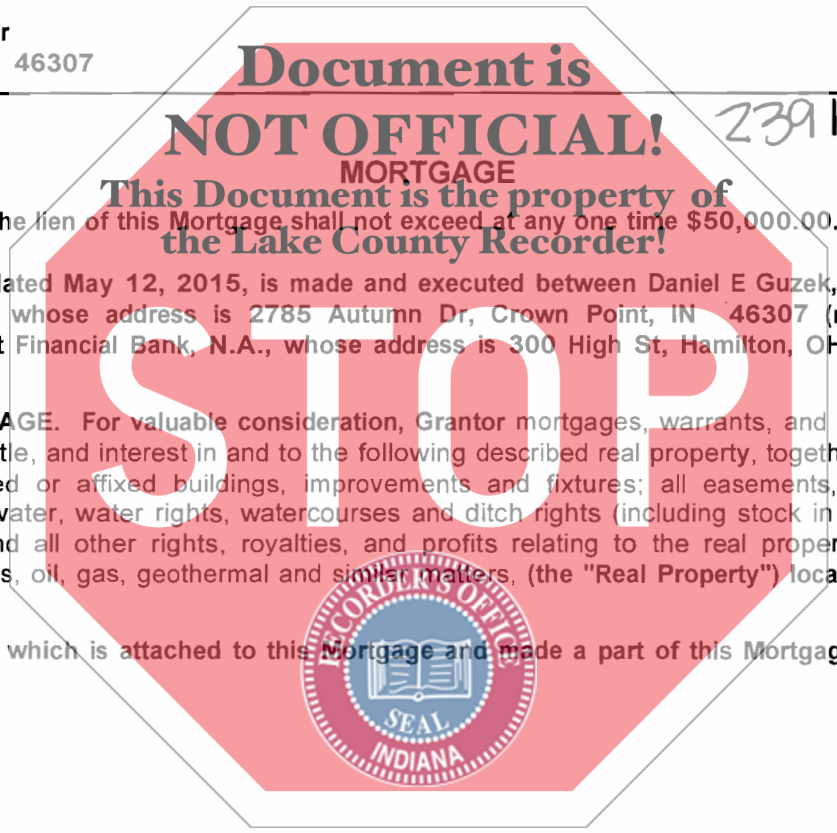 r
46307
Document is
239
NOT OFFICIAL!
MORTGAGE
This Document is the property of
he lien of this Mortgage shall not exceed at any one time $50,000.00.
the Lake County Recorder!
ated May 12, 2015, is made and executed between Daniel E Guzek,
whose address is 2785 Autumn Dr, Crown Point, IN 46307 (
t Financial Bank, N.A., whose address is 300 High St, Hamilton, OH
STOP
AGE. For valuable consideration, Grantor mortgages, warrants, and
tle, and interest in and to the following described real property, togeth
ed or affixed buildings, improvements and fixtures; all easements,
vater, water rights, watercourses and ditch rights (including stock in
nd all other rights, royalties, and profits relating to the real proper
s, oil, gas, geothermal and similar matters, (the "Real Property") loca
RECORDER'S OFFICE
which is attached to this Mortgage and made a part of this Mortgag
SEAL
INDIANA